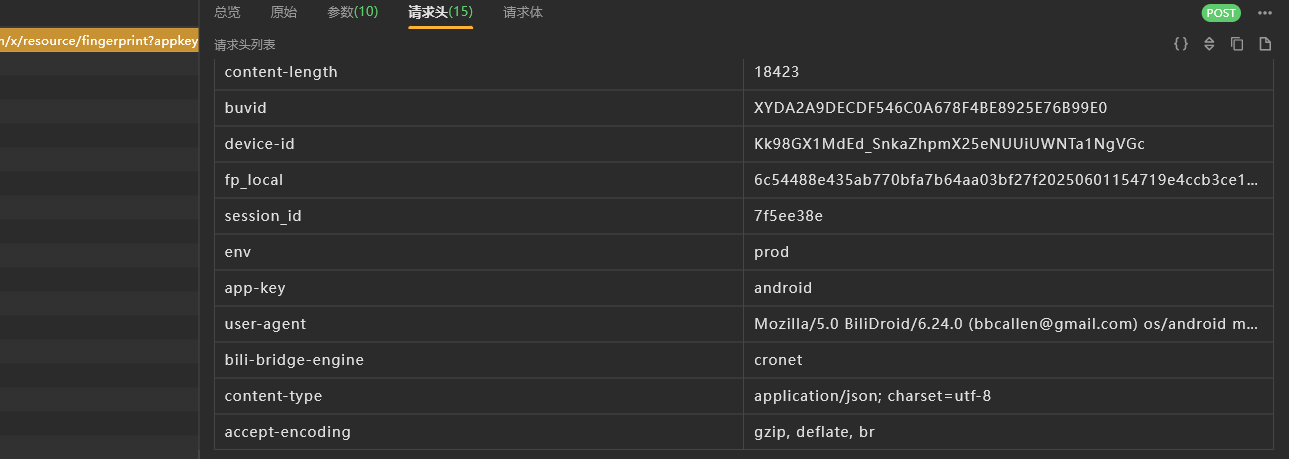 总览 原始 参数(10) 请求头(15) 请求体 POST
n/x/resource/fingerprint?appkey
请求头列表
content-length 18423
buvid XYDA2A9DECDF546C0A678F4BE8925E76B99E0
device-id Kk98GX1MdEd_SnkaZhpmX25eNUUiUWNTa1NgVGc
fp_local 6c54488e435ab770bfa7b64aa03bf27f20250601154719e4ccb3ce1...
session_id 7f5ee38e
env prod
app-key android
user-agent Mozilla/5.0 BiliDroid/6.24.0 (bbcallen@gmail.com) os/android m...
bili-bridge-engine cronet
content-type application/json; charset=utf-8
accept-encoding gzip, deflate, br